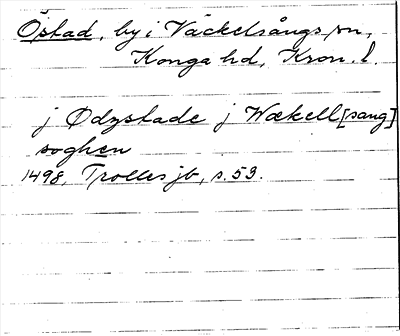 Östad, by i Väckelsångs sn,
Konga hd, Kron. l.
j Ødzstade j Wækell[sang]
soghen
1498, Trolles jb, s. 53.